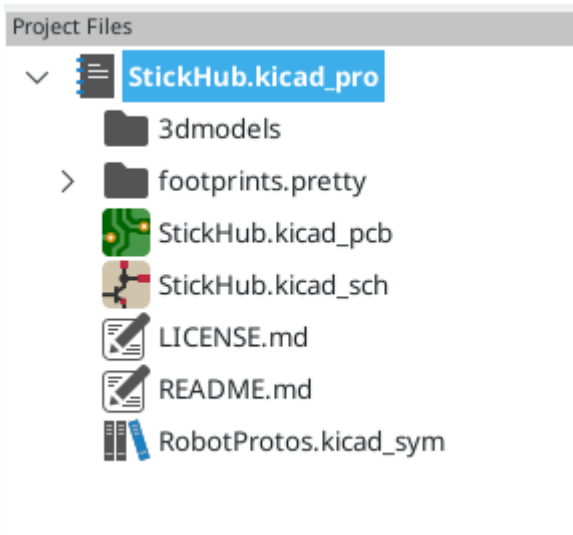 Project Files
StickHub.kicad_pro
3dmodels
footprints.pretty
StickHub.kicad_pcb
StickHub.kicad_sch
LICENSE.md
README.md
RobotProtos.kicad_sym